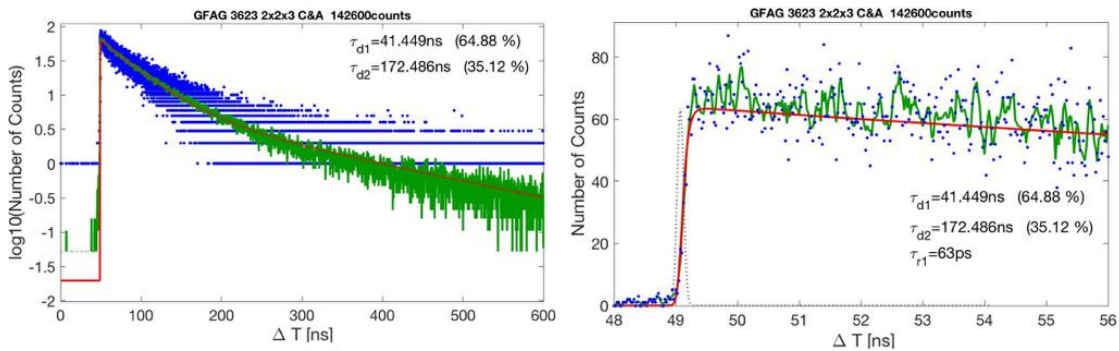 GFAG 3623 2x2x3 C&A 142600counts
τd1=41.449ns (64.88 %)
τd2=172.486ns (35.12 %)
log10(Number of Counts)
2
1.5
1
0.5
0
-0.5
-1
-1.5
-2
0 100 200 300 400 500 600
Δ T [ns]
GFAG 3623 2x2x3 C&A 142600counts
Number of Counts
80
60
40
20
0
τd1=41.449ns (64.88 %)
τd2=172.486ns (35.12 %)
τr1=63ps
48 49 50 51 52 53 54 55 56
Δ T [ns]